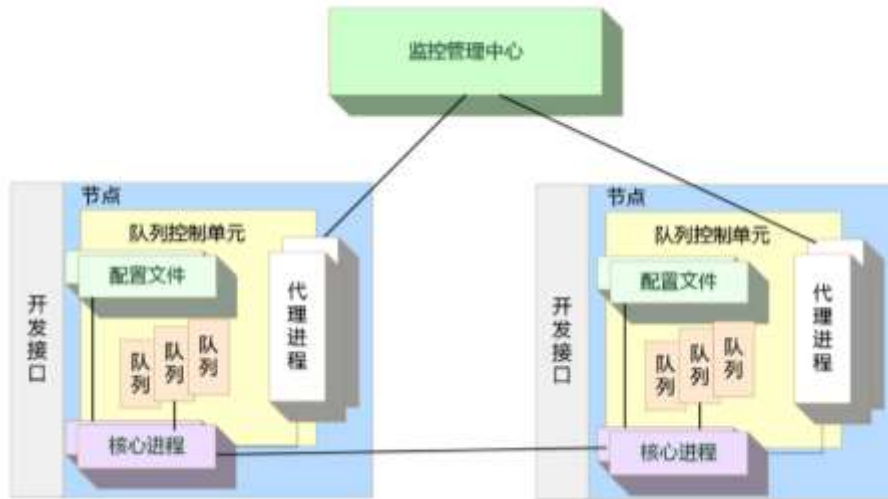 监控管理中心
节点
队列控制单元
配置文件
开发接口
代理进程
队列
队列
队列
核心进程
节点
队列控制单元
配置文件
开发接口
代理进程
队列
队列
队列
核心进程